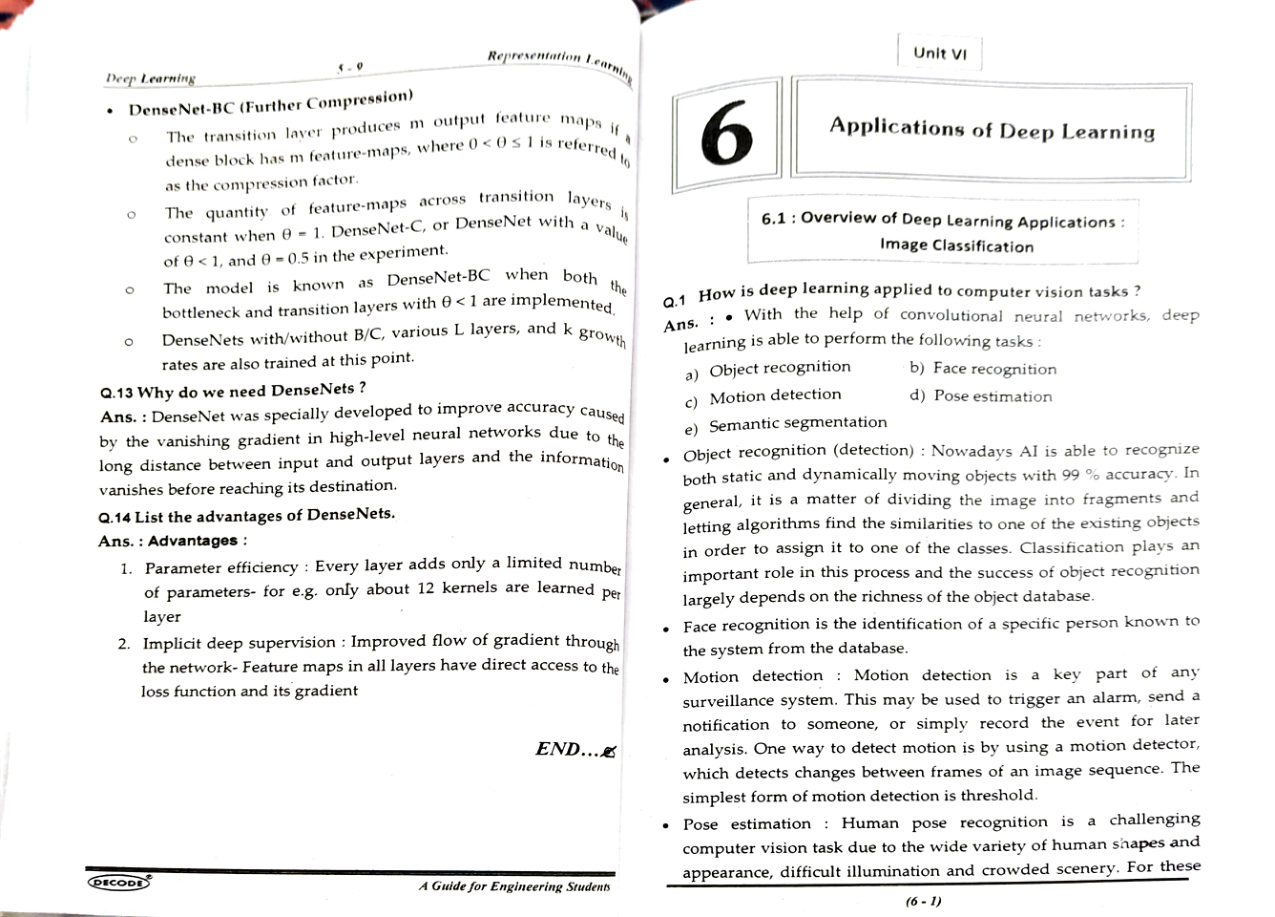 Deep Learning
5 - 9
Representation Learning
• DenseNet-BC (Further Compression)
o The transition layer produces m output feature maps if a
dense block has m feature-maps, where 0 < θ ≤ 1 is referred to
as the compression factor.
o The quantity of feature-maps across transition layers is
constant when θ = 1. DenseNet-C, or DenseNet with a value
of θ < 1, and θ = 0.5 in the experiment.
o The model is known as DenseNet-BC when both the
bottleneck and transition layers with θ < 1 are implemented.
o DenseNets with/without B/C, various L layers, and k growth
rates are also trained at this point.
Q.13 Why do we need DenseNets ?
Ans. : DenseNet was specially developed to improve accuracy caused
by the vanishing gradient in high-level neural networks due to the
long distance between input and output layers and the information
vanishes before reaching its destination.
Q.14 List the advantages of DenseNets.
Ans. : Advantages :
1. Parameter efficiency : Every layer adds only a limited number
of parameters- for e.g. only about 12 kernels are learned per
layer
2. Implicit deep supervision : Improved flow of gradient through
the network- Feature maps in all layers have direct access to the
loss function and its gradient
END...✍
DECODE®
A Guide for Engineering Students
Unit VI
6
Applications of Deep Learning
6.1 : Overview of Deep Learning Applications :
Image Classification
Q.1 How is deep learning applied to computer vision tasks ?
Ans. : • With the help of convolutional neural networks, deep
learning is able to perform the following tasks :
a) Object recognition b) Face recognition
c) Motion detection d) Pose estimation
e) Semantic segmentation
• Object recognition (detection) : Nowadays AI is able to recognize
both static and dynamically moving objects with 99 % accuracy. In
general, it is a matter of dividing the image into fragments and
letting algorithms find the similarities to one of the existing objects
in order to assign it to one of the classes. Classification plays an
important role in this process and the success of object recognition
largely depends on the richness of the object database.
• Face recognition is the identification of a specific person known to
the system from the database.
• Motion detection : Motion detection is a key part of any
surveillance system. This may be used to trigger an alarm, send a
notification to someone, or simply record the event for later
analysis. One way to detect motion is by using a motion detector,
which detects changes between frames of an image sequence. The
simplest form of motion detection is threshold.
• Pose estimation : Human pose recognition is a challenging
computer vision task due to the wide variety of human shapes and
appearance, difficult illumination and crowded scenery. For these
(6 - 1)